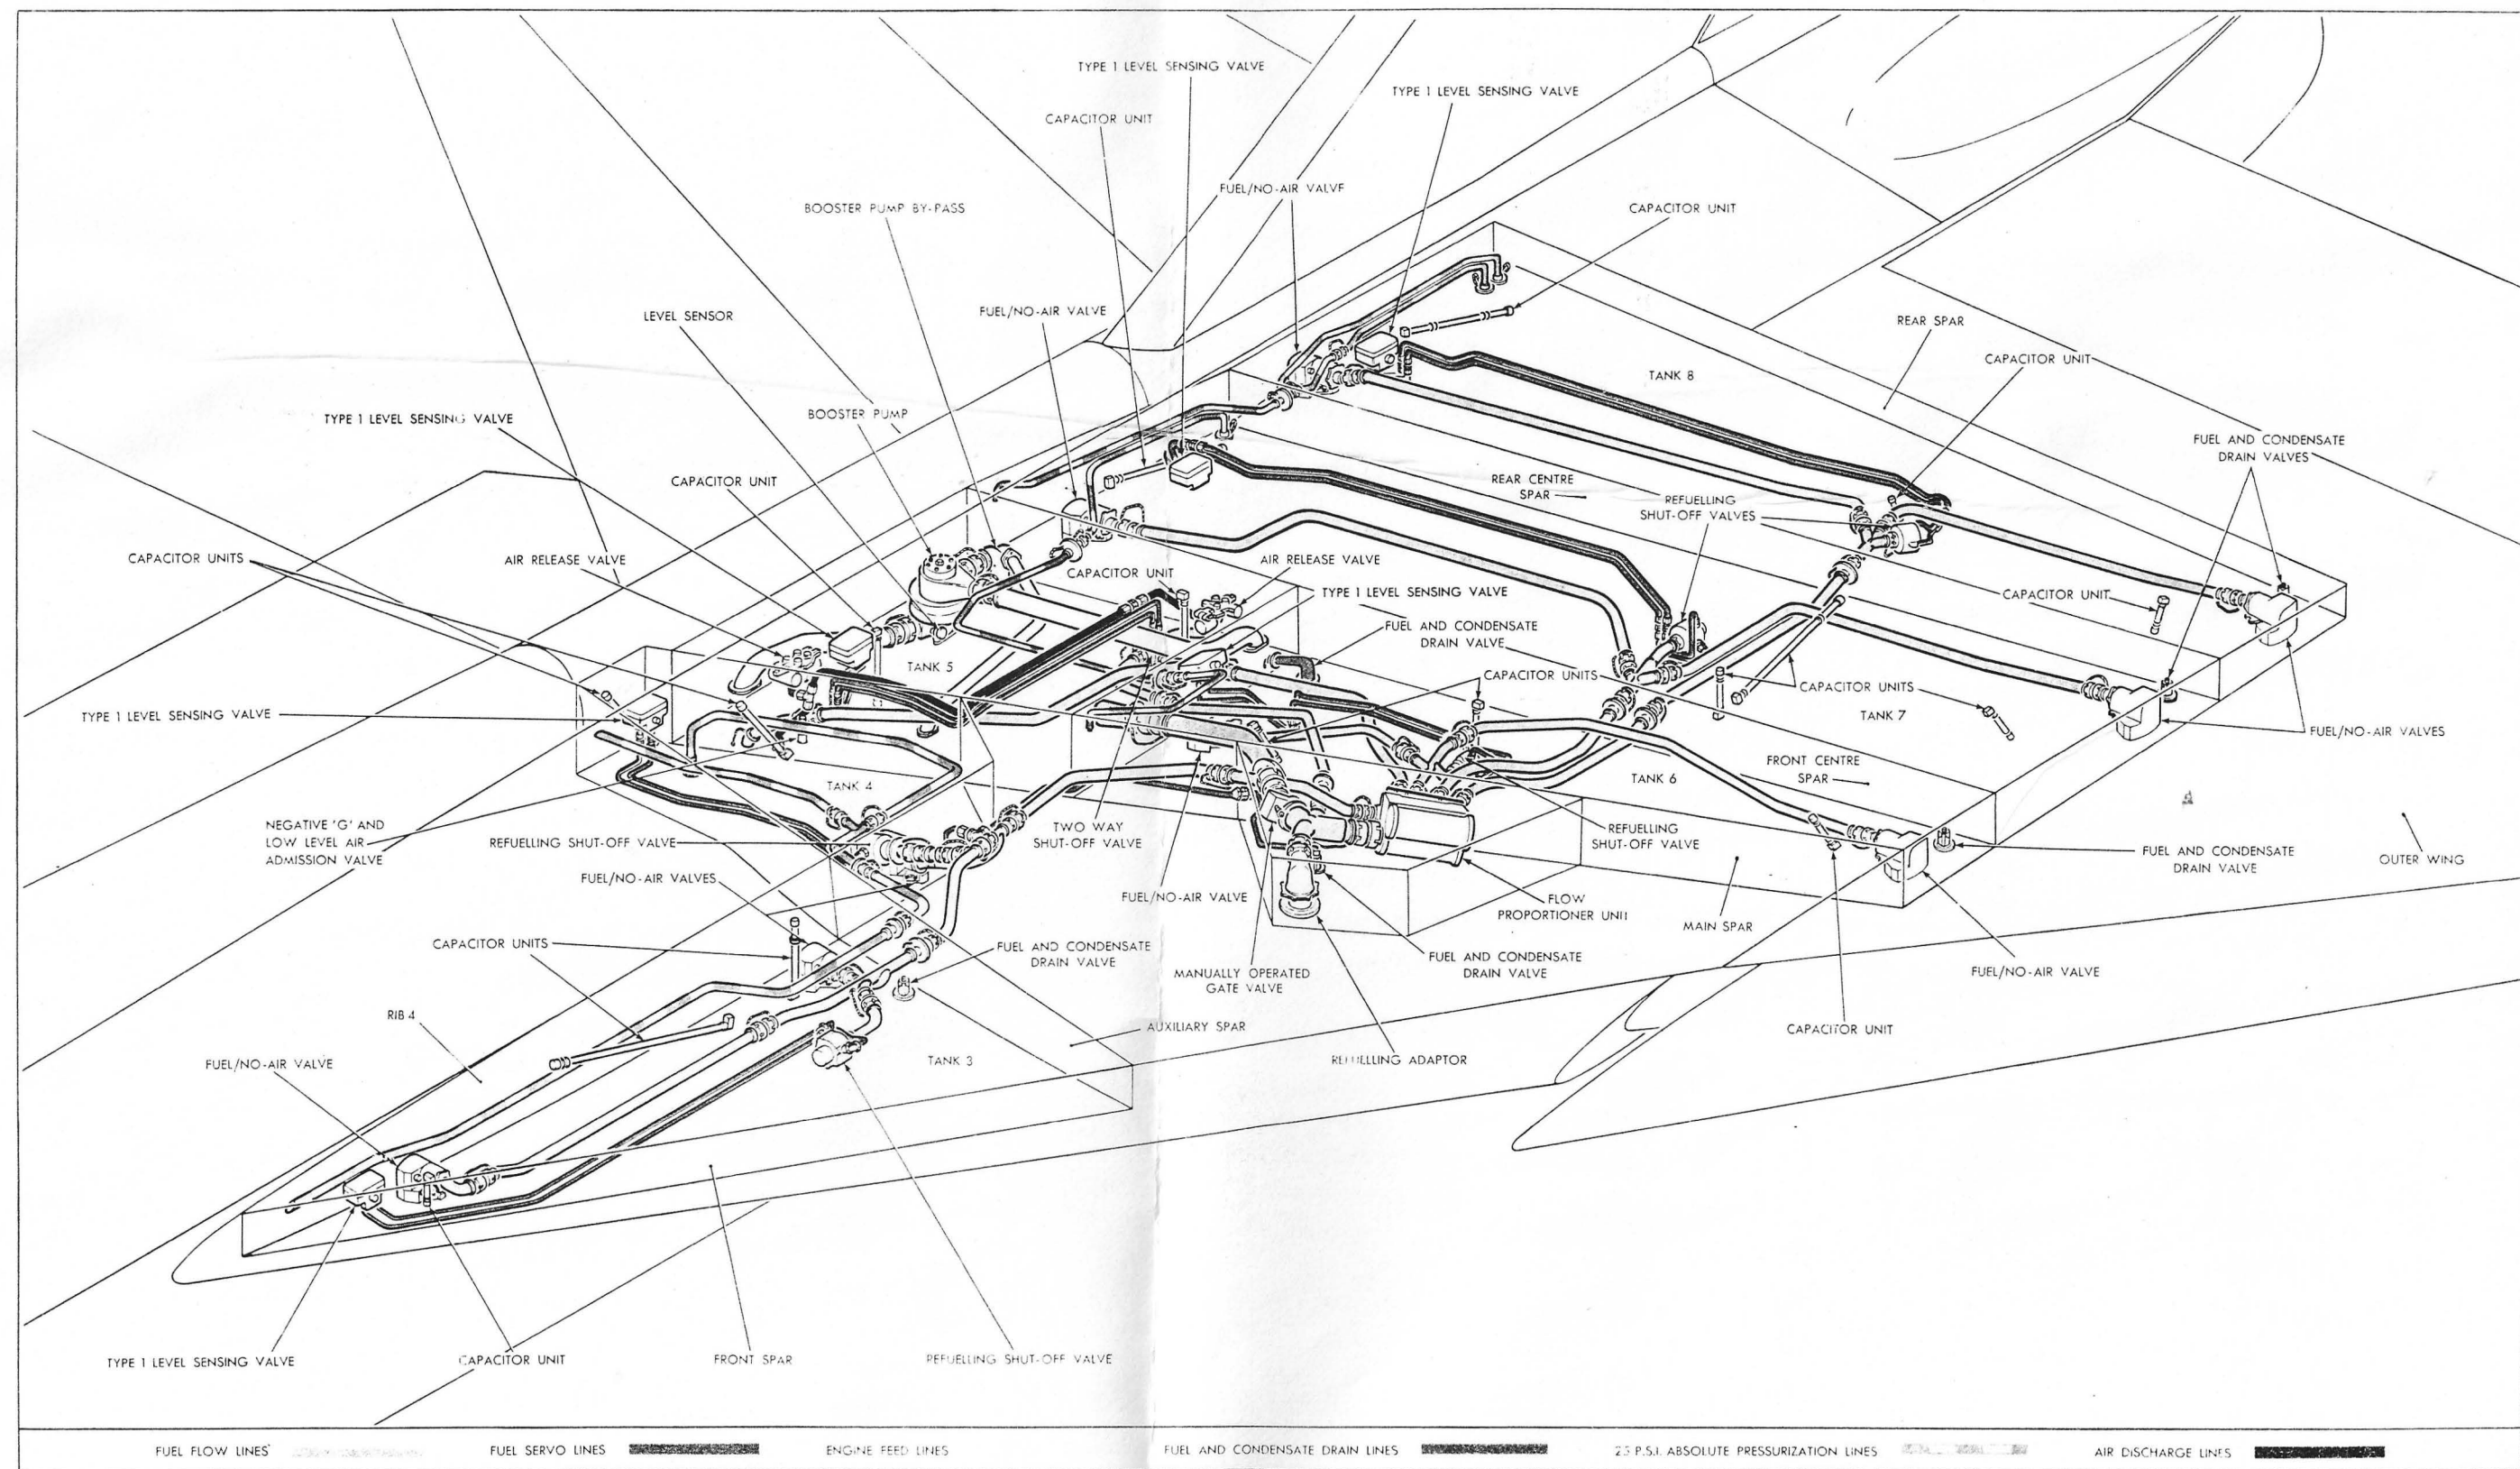 TYPE 1 LEVEL SENSING VALVE
TYPE 1 LEVEL SENSING VALVE
CAPACITOR UNIT
FUEL/NO-AIR VALVE
BOOSTER PUMP BY-PASS
CAPACITOR UNIT
LEVEL SENSOR
FUEL/NO-AIR VALVE
REAR SPAR
CAPACITOR UNIT
TANK 8
TYPE 1 LEVEL SENSING VALVE
BOOSTER PUMP
FUEL AND CONDENSATE
DRAIN VALVES
CAPACITOR UNIT
REAR CENTRE
SPAR
REFUELLING
SHUT-OFF VALVES
CAPACITOR UNITS
AIR RELEASE VALVE
CAPACITOR UNIT
AIR RELEASE VALVE
TYPE 1 LEVEL SENSING VALVE
CAPACITOR UNIT
FUEL AND CONDENSATE
DRAIN VALVE
TANK 5
CAPACITOR UNITS
CAPACITOR UNITS
TYPE 1 LEVEL SENSING VALVE
TANK 7
FUEL/NO-AIR VALVES
FRONT CENTRE
SPAR
TANK 6
TANK 4
NEGATIVE 'G' AND
LOW LEVEL AIR
ADMISSION VALVE
REFUELLING SHUT-OFF VALVE
TWO WAY
SHUT-OFF VALVE
REFUELLING
SHUT-OFF VALVE
FUEL AND CONDENSATE
DRAIN VALVE
OUTER WING
FUEL/NO-AIR VALVES
FUEL/NO-AIR VALVE
FLOW
PROPORTIONER UNIT
MAIN SPAR
CAPACITOR UNITS
FUEL AND CONDENSATE
DRAIN VALVE
MANUALLY OPERATED
GATE VALVE
FUEL AND CONDENSATE
DRAIN VALVE
FUEL/NO-AIR VALVE
RIB 4
AUXILIARY SPAR
CAPACITOR UNIT
FUEL/NO-AIR VALVE
TANK 3
REFUELLING ADAPTOR
TYPE 1 LEVEL SENSING VALVE
CAPACITOR UNIT
FRONT SPAR
REFUELLING SHUT-OFF VALVE
FUEL FLOW LINES
FUEL SERVO LINES
ENGINE FEED LINES
FUEL AND CONDENSATE DRAIN LINES
25 P.S.I. ABSOLUTE PRESSURIZATION LINES
AIR DISCHARGE LINES